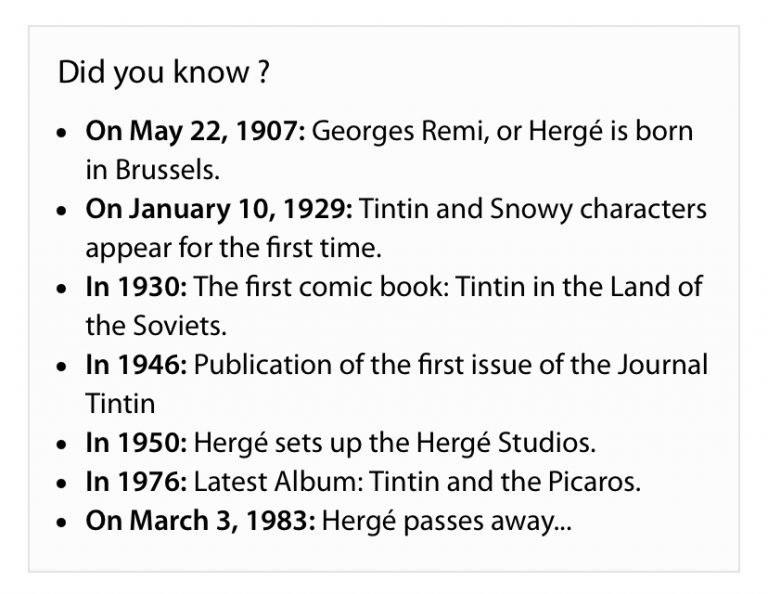 Did you know ?
• On May 22, 1907: Georges Remi, or Hergé is born
in Brussels.
• On January 10, 1929: Tintin and Snowy characters
appear for the first time.
• In 1930: The first comic book: Tintin in the Land of
the Soviets.
• In 1946: Publication of the first issue of the Journal
Tintin
• In 1950: Hergé sets up the Hergé Studios.
• In 1976: Latest Album: Tintin and the Picaros.
• On March 3, 1983: Hergé passes away...